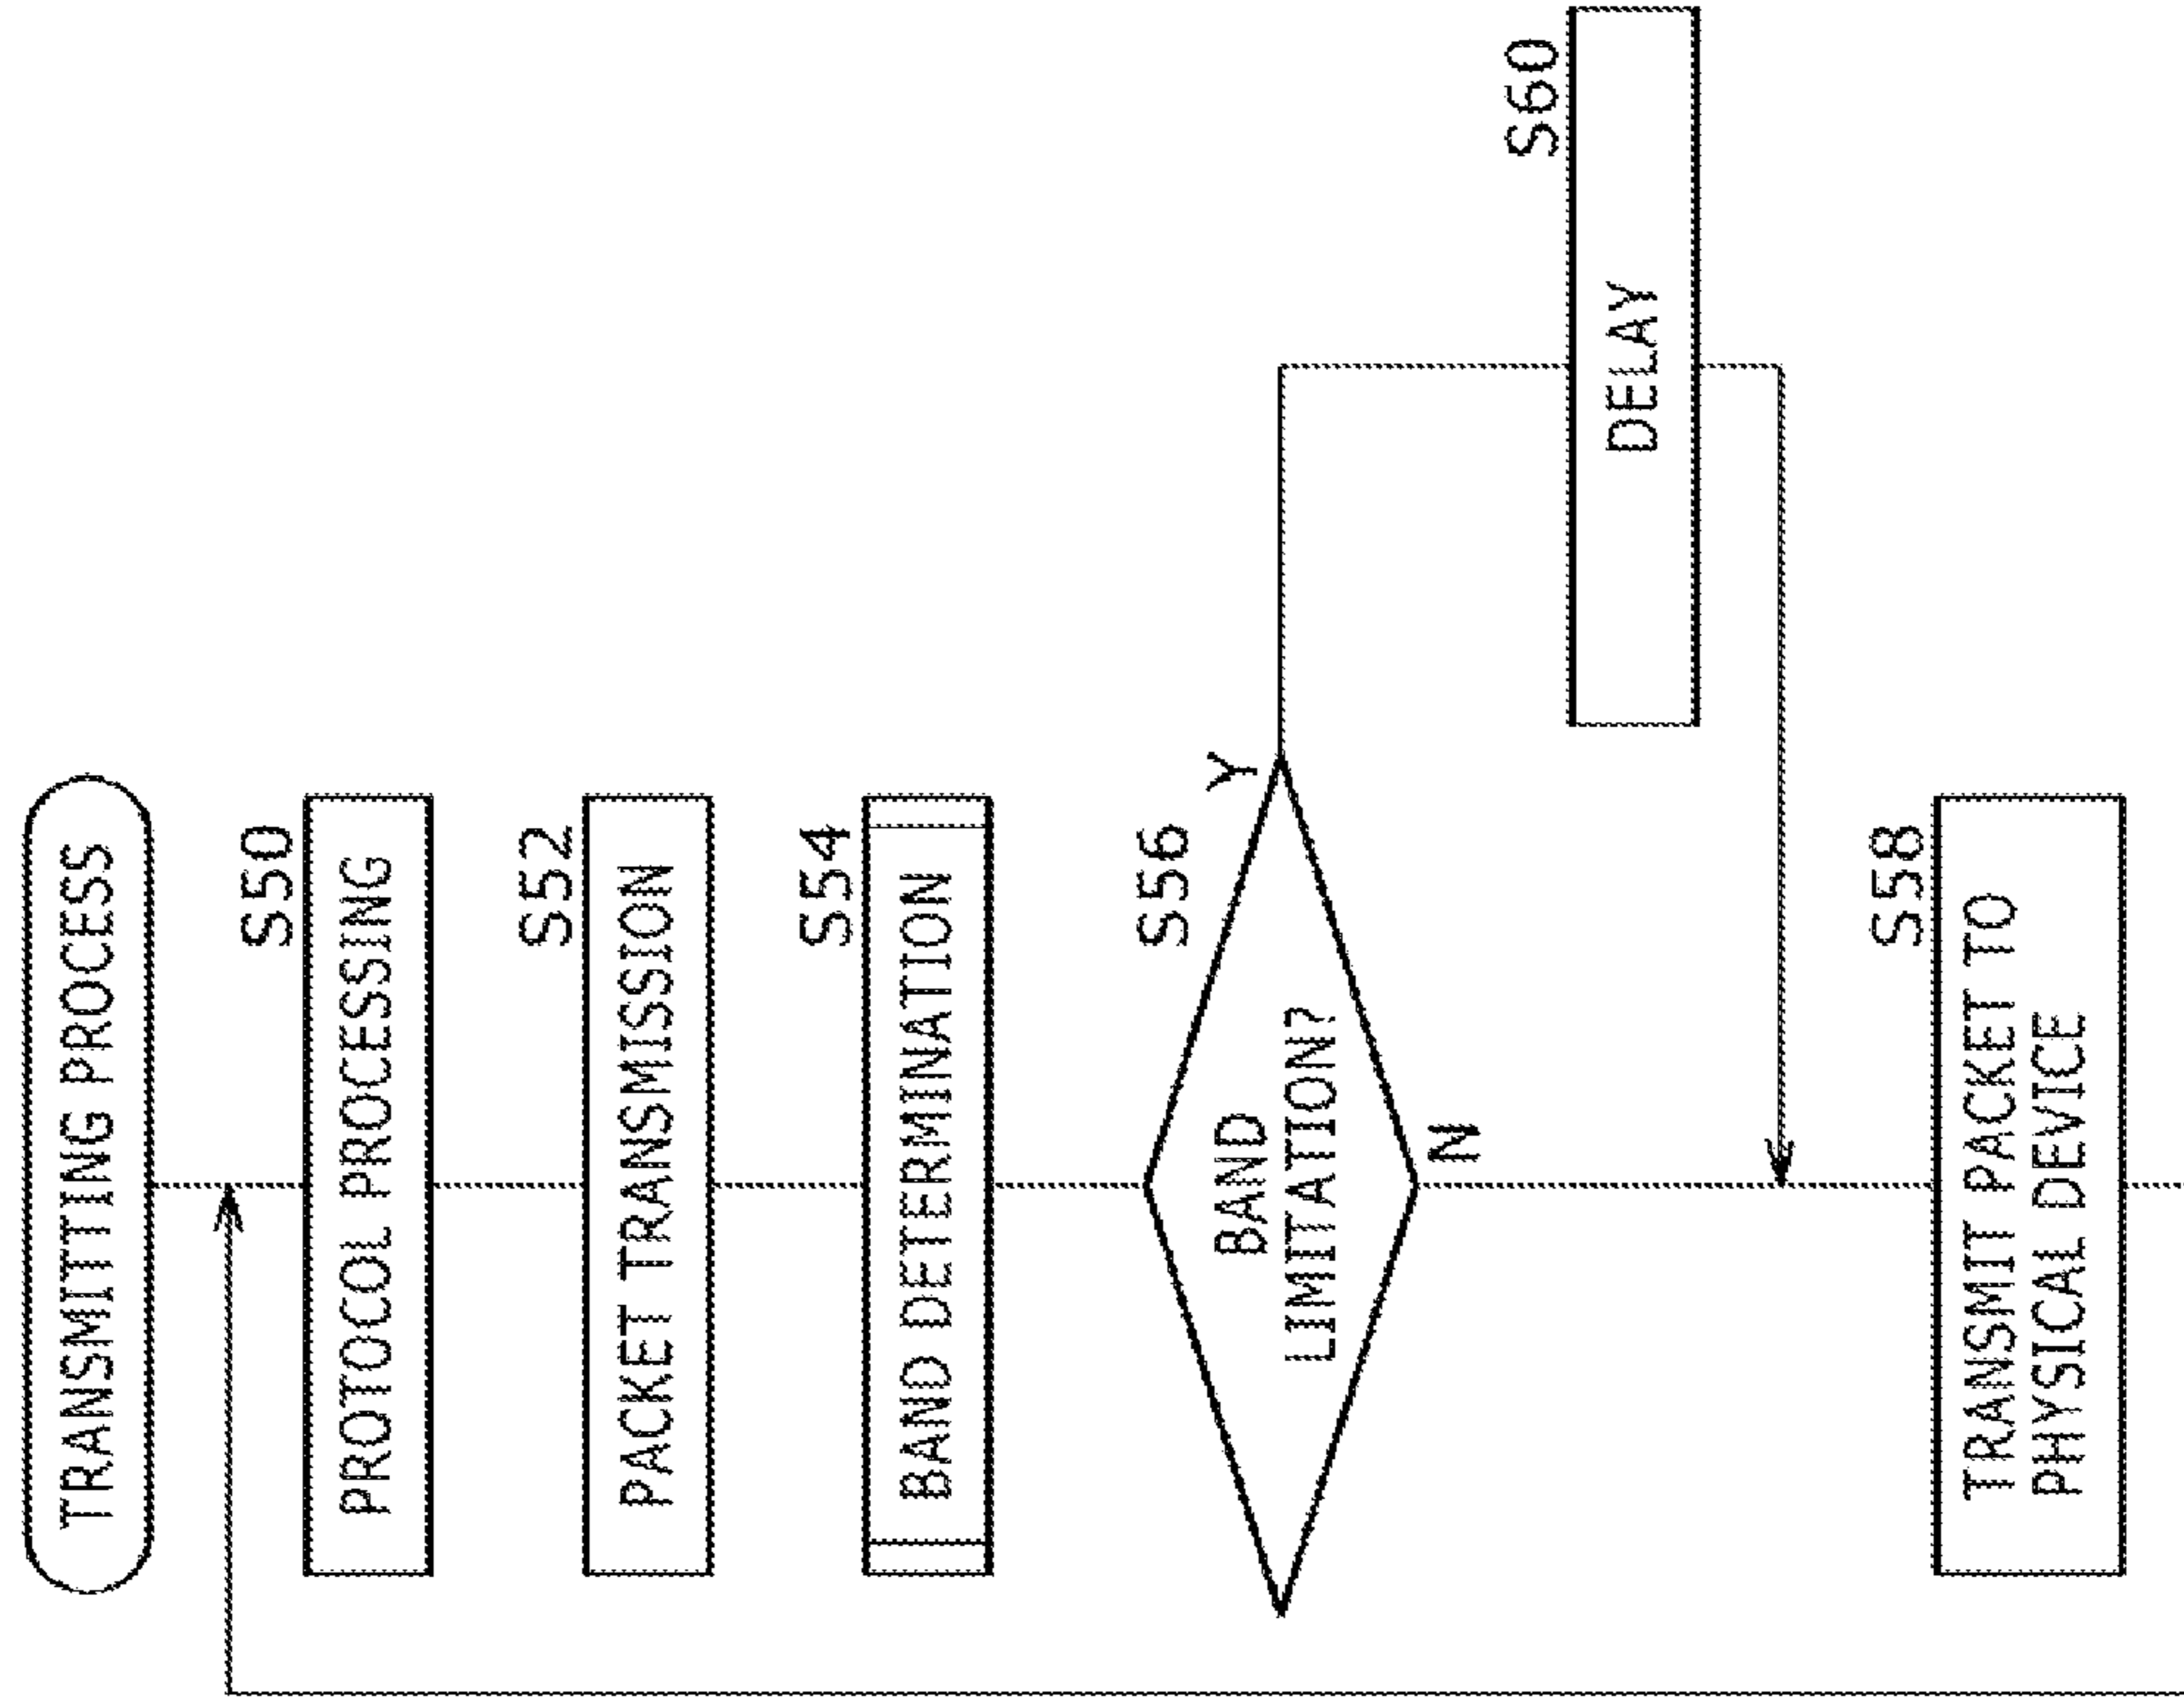 TRANSMITTING PROCESS
S50
PROTOCOL PROCESSING
S52
PACKET TRANSMISSION
S54
BAND DETERMINATION
S56
BAND
LIMITATION?
Y
N
S60
DELAY
S58
TRANSMIT PACKET TO
PHYSICAL DEVICE